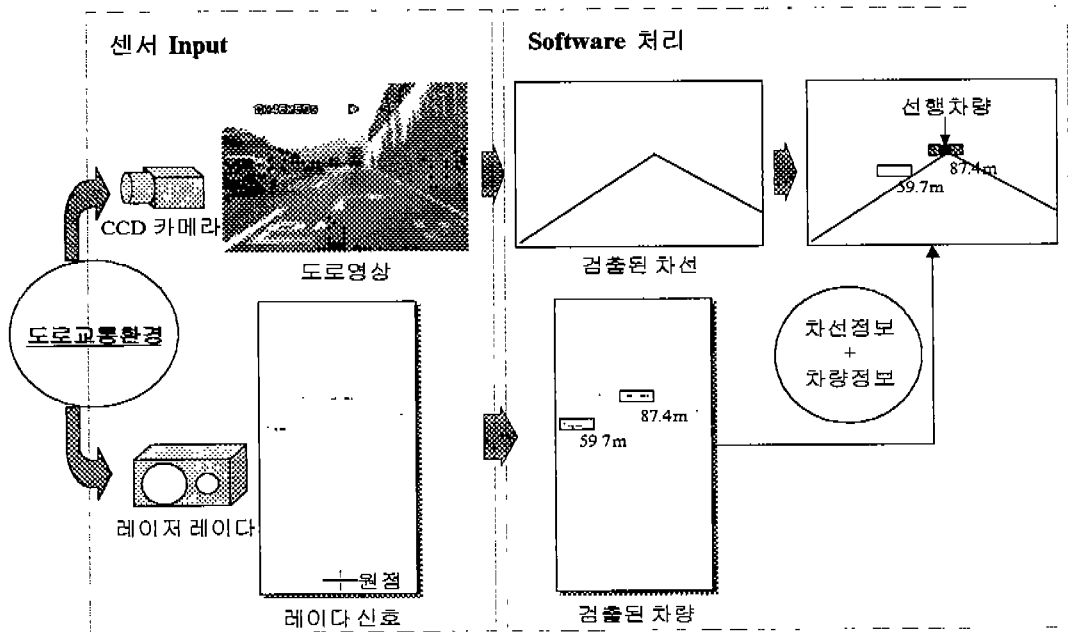 센서 Input
Software 처리
선행차량
87.4m
59.7m
CCD 카메라
도로영상
검출된 차선
도로교통환경
차선정보
+
차량정보
87.4m
59 7m
레이저 레이다
원점
레이다 신호
검출된 차량